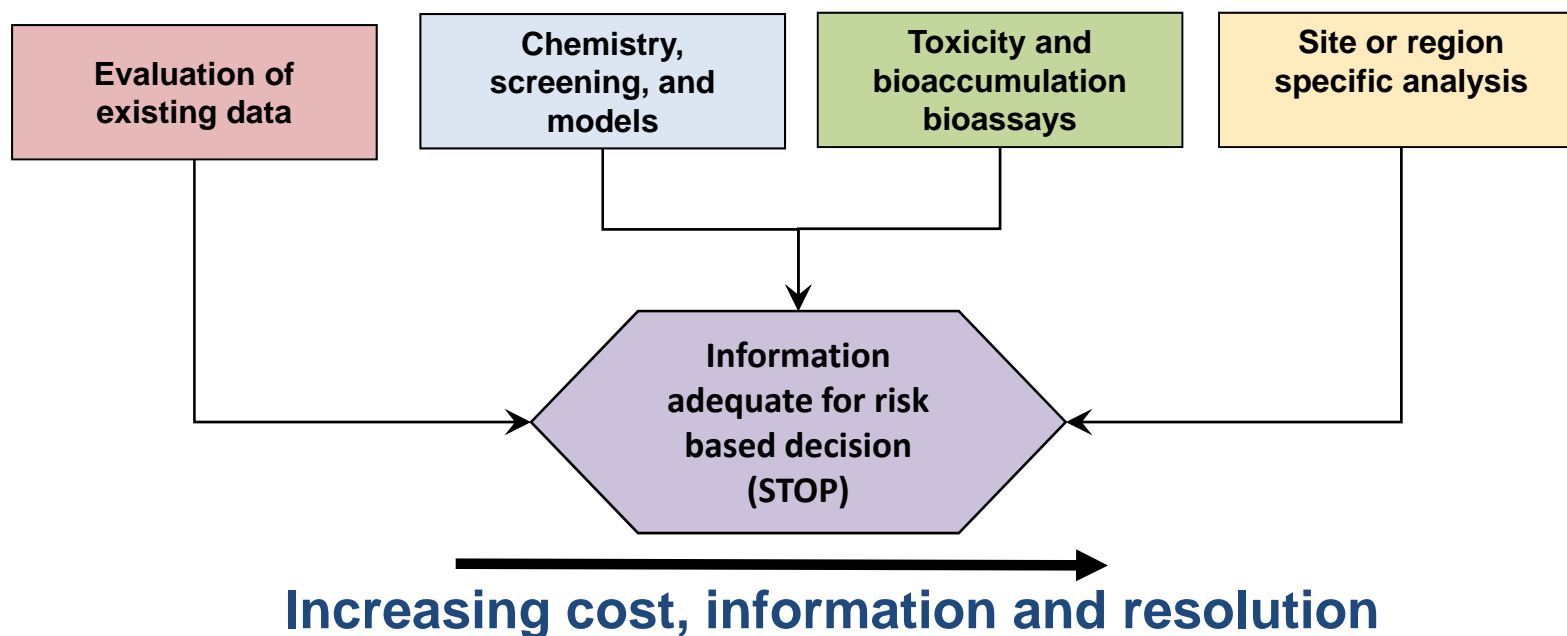 Evaluation of
existing data
Chemistry,
screening, and
models
Toxicity and
bioaccumulation
bioassays
Site or region
specific analysis
Information
adequate for risk
based decision
(STOP)
Increasing cost, information and resolution